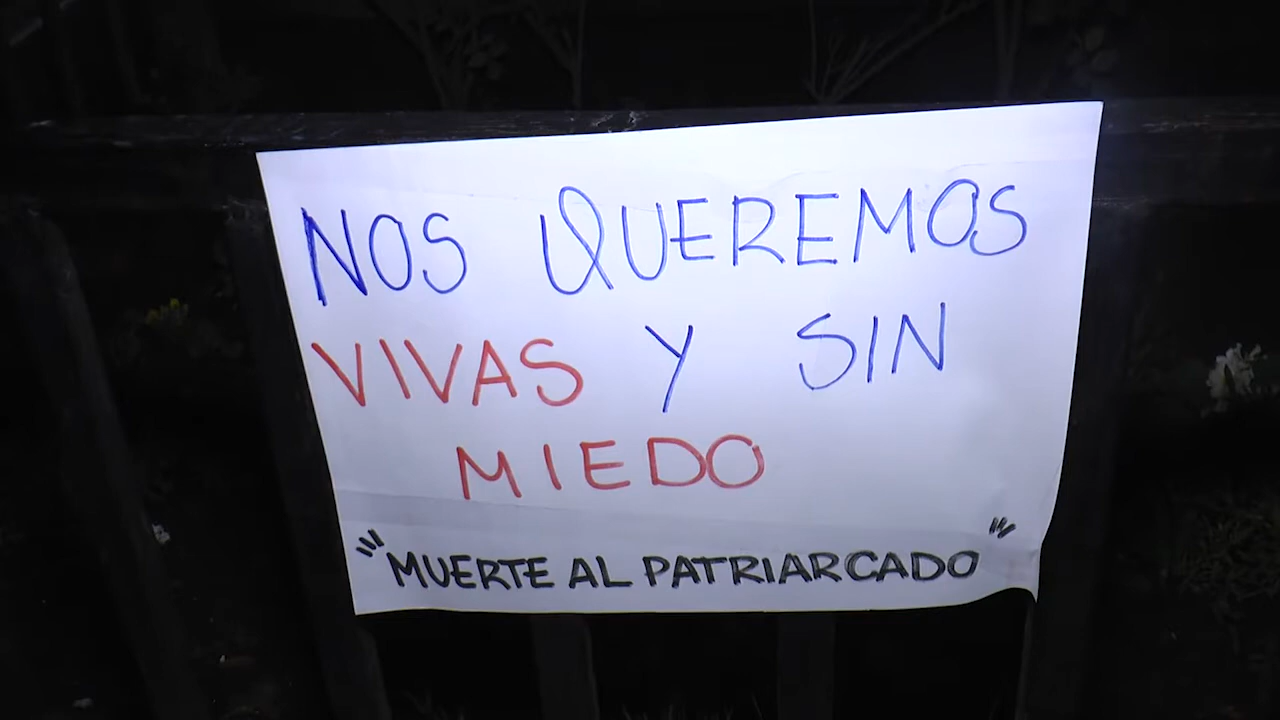 NOS QUEREMOS
VIVAS Y SIN
MIEDO
"MUERTE AL PATRIARCADO"